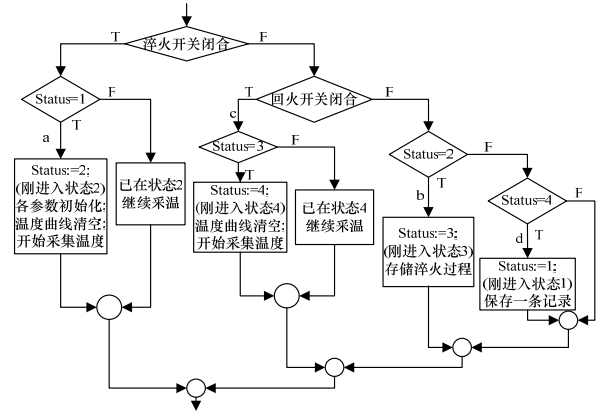 淬火开关闭合
T
F
Status=1
F
T
a
Status:=2;
(刚进入状态2)
各参数初始化;
温度曲线清空;
开始采集温度
已在状态2
继续采温
回火开关闭合
T
F
c
Status=3
F
T
Status:=4;
(刚进入状态4)
温度曲线清空;
开始采集温度
已在状态4
继续采温
Status=2
F
T
b
Status:=3;
(刚进入状态3)
存储淬火过程
Status=4
F
d
T
Status:=1;
(刚进入状态1)
保存一条记录